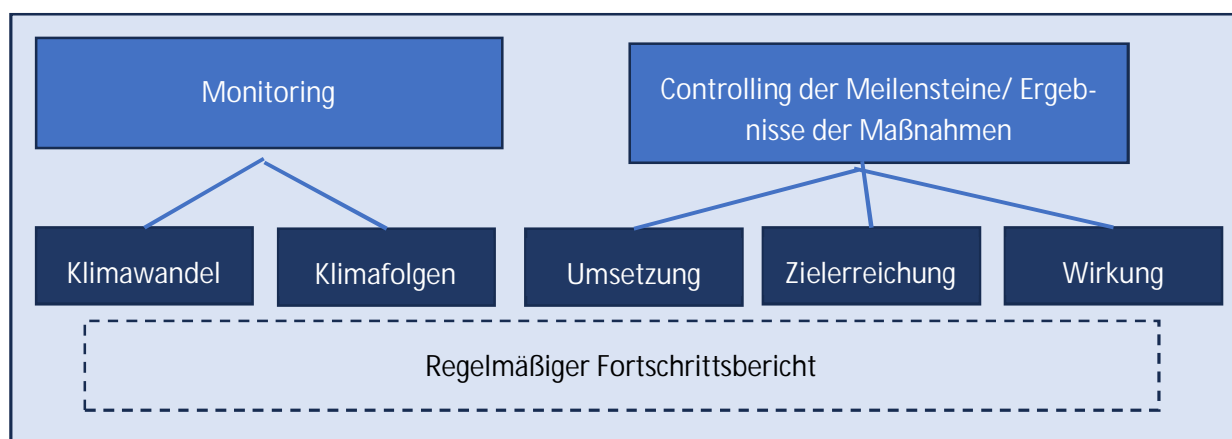 Monitoring
Controlling der Meilensteine/ Ergeb-
nisse der Maßnahmen
Klimawandel
Klimafolgen
Umsetzung
Zielerreichung
Wirkung
Regelmäßiger Fortschrittsbericht